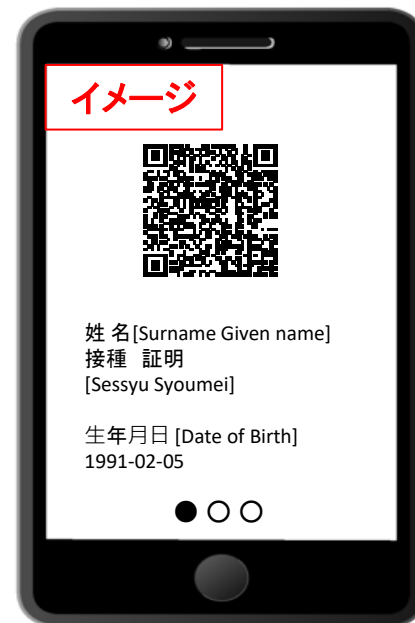 イメージ
姓 名[Surname Given name]
接種　証明
[Sessyu Syoumei]
生年月日 [Date of Birth]
1991-02-05